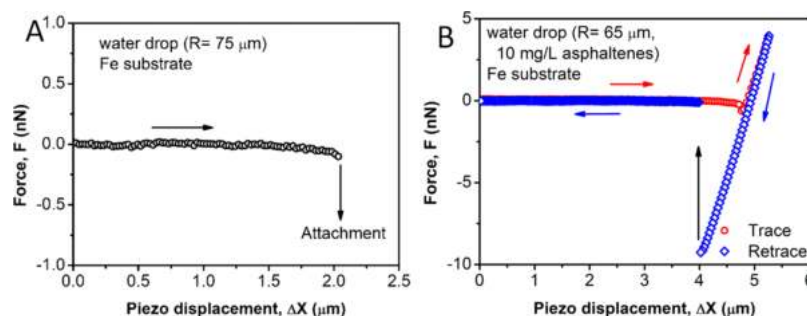 A
water drop (R= 75 μm)
Fe substrate
Attachment
Force, F (nN)
1.0
0.5
0.0
-0.5
-1.0
0.0 0.5 1.0 1.5 2.0 2.5
Piezo displacement, ΔX (μm)
B
water drop (R= 65 μm,
10 mg/L asphaltenes)
Fe substrate
Trace
Retrace
Force, F (nN)
5
0
-5
-10
0 1 2 3 4 5 6
Piezo displacement, ΔX (μm)